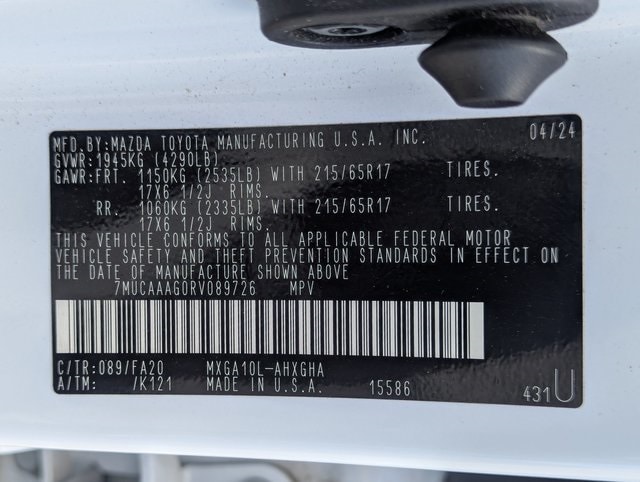 MFD. BY:MAZDA TOYOTA MANUFACTURING U.S.A. INC. 04/24
GVWR:1945KG (4290LB)
GAWR:FRT. 1150KG (2535LB) WITH 215/65R17 TIRES.
17X6 1/2J RIMS.
RR. 1060KG (2335LB) WITH 215/65R17 TIRES.
17X6 1/2J RIMS.
THIS VEHICLE CONFORMS TO ALL APPLICABLE FEDERAL MOTOR
VEHICLE SAFETY AND THEFT PREVENTION STANDARDS IN EFFECT ON
THE DATE OF MANUFACTURE SHOWN ABOVE
7MUCAAAG0RV089726 MPV
C/TR:089/FA20 MXGA10L-AHXGHA
A/TM: /K121 15586 431U